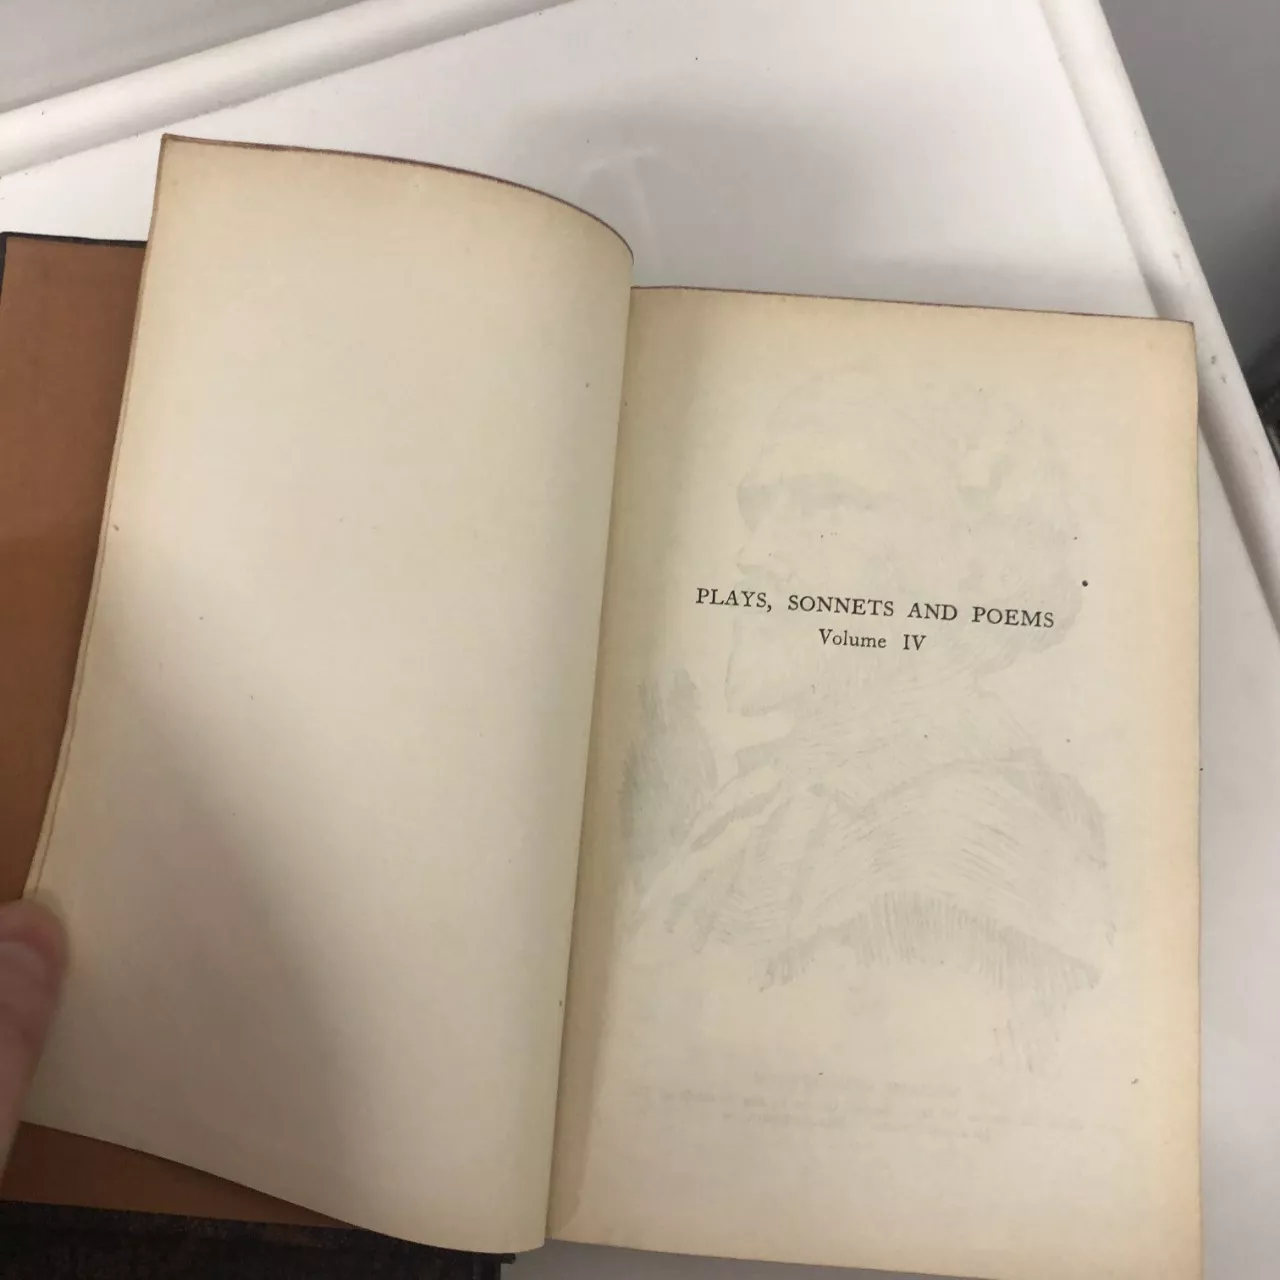 PLAYS, SONNETS AND POEMS
Volume IV